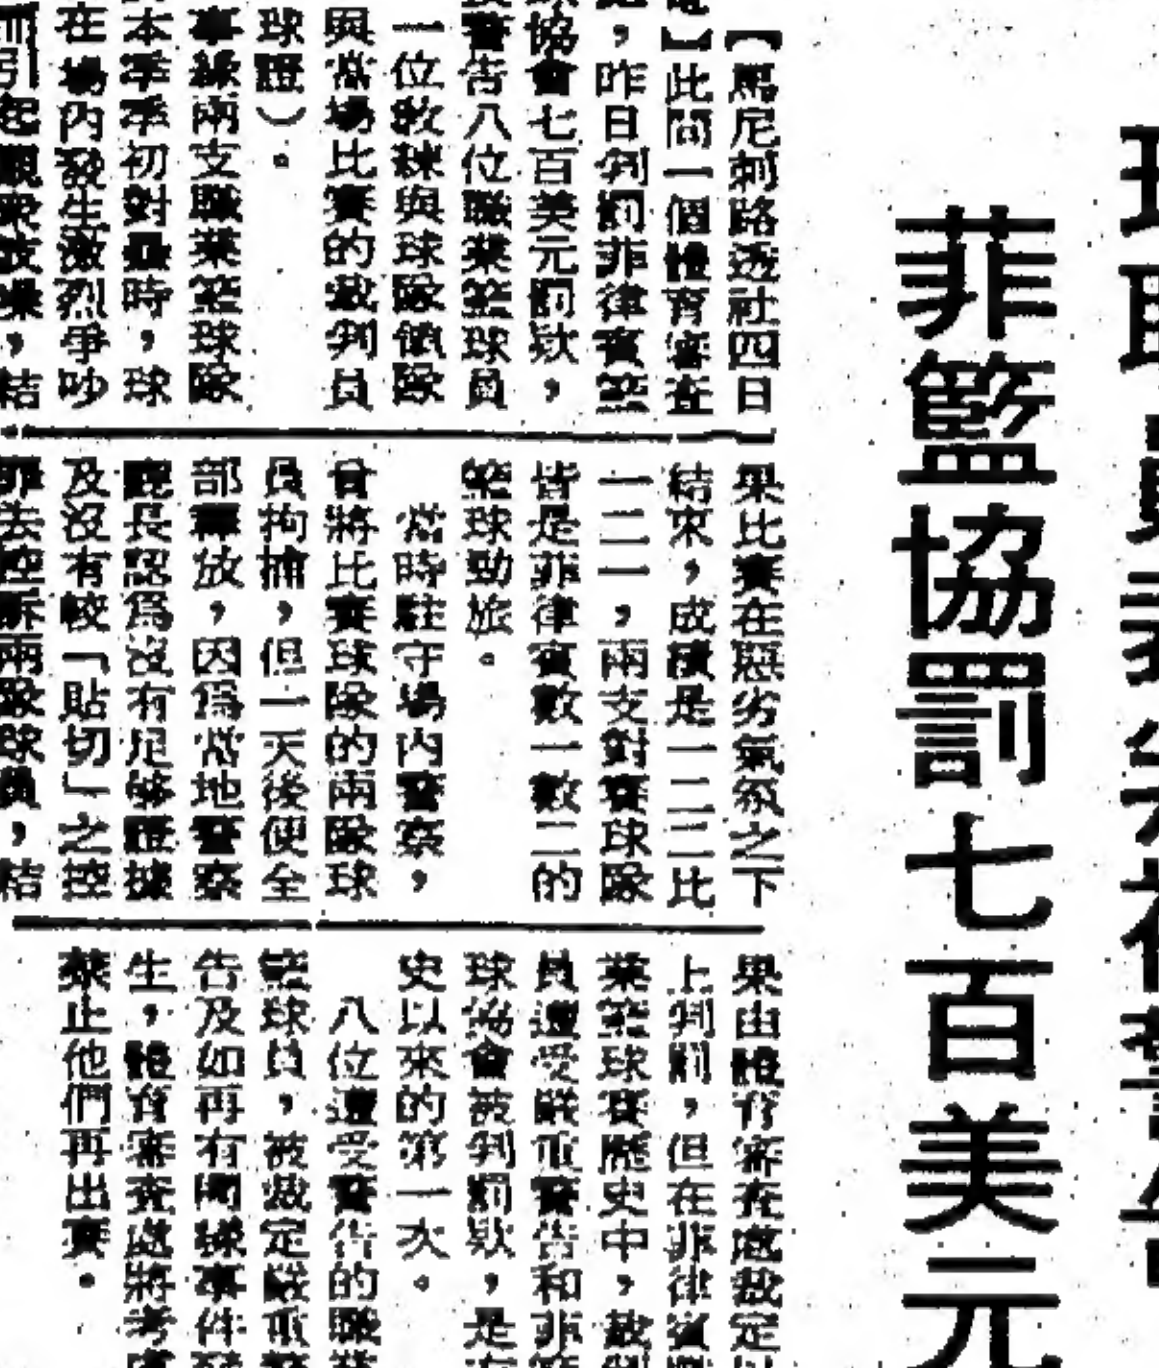 菲籃協罰七百美元
【馬尼剌路透社四日
】此間一個體育審查
,昨日判罰菲律賓籃
協會七百美元罰欵,
警告八位職業籃球員
一位敎練與球隊領隊
與當場比賽的裁判員
球證)。
事緣兩支職業籃球隊
本季季初對壘時,球
在場內發生激烈爭吵
引起觀衆鼓噪,結
果比賽在惡劣氣氛之下
結束,成績是一二二比
一二一,兩支對賽球隊
皆是菲律賓數一數二的
籃球勁旅。
當時駐守場內警察,
曾將比賽球隊的兩隊球
員拘捕,但一天後便全
部釋放,因爲當地警察
廳長認爲沒有足够證據
及沒有較「貼切」之控
罪去控訴兩隊球員,結
果由體育審查處裁定以
上判罰,但在菲律賓職
業籃球賽歷史中,裁判
員遭受嚴重警告和菲籃
球協會被判罰欵,是有
史以來的第一次。
八位遭受警告的職業
籃球員,被裁定嚴重警
告及如再有同樣事件發
生,體育審查處將考慮
禁止他們再出賽。